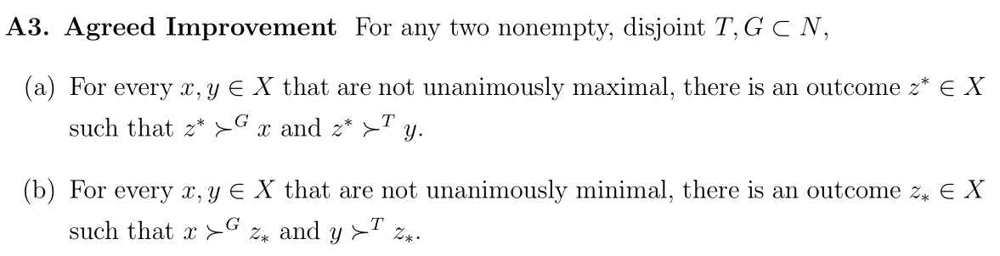 A3. Agreed Improvement For any two nonempty, disjoint T, G ⊂ N,
(a) For every x, y ∈ X that are not unanimously maximal, there is an outcome z* ∈ X
such that z* ≻^G x and z* ≻^T y.
(b) For every x, y ∈ X that are not unanimously minimal, there is an outcome z_* ∈ X
such that x ≻^G z_* and y ≻^T z_*.